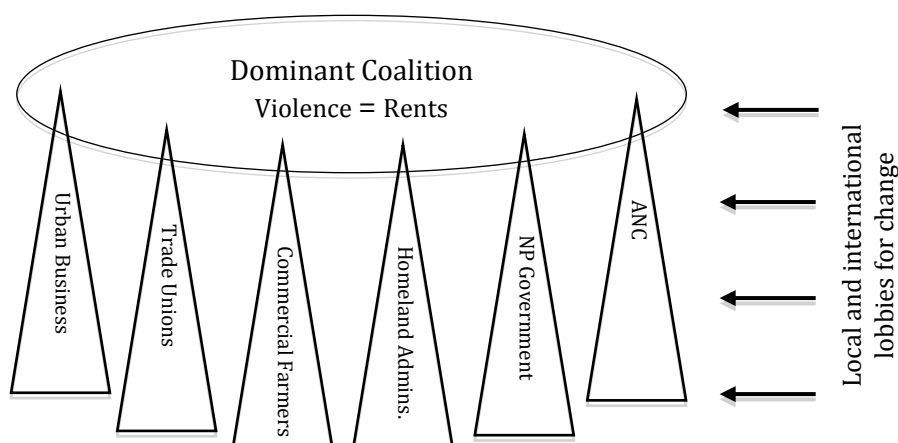 Dominant Coalition
Violence = Rents
Urban Business
Trade Unions
Commercial Farmers
Homeland Admins.
NP Government
ANC
Local and international
lobbies for change